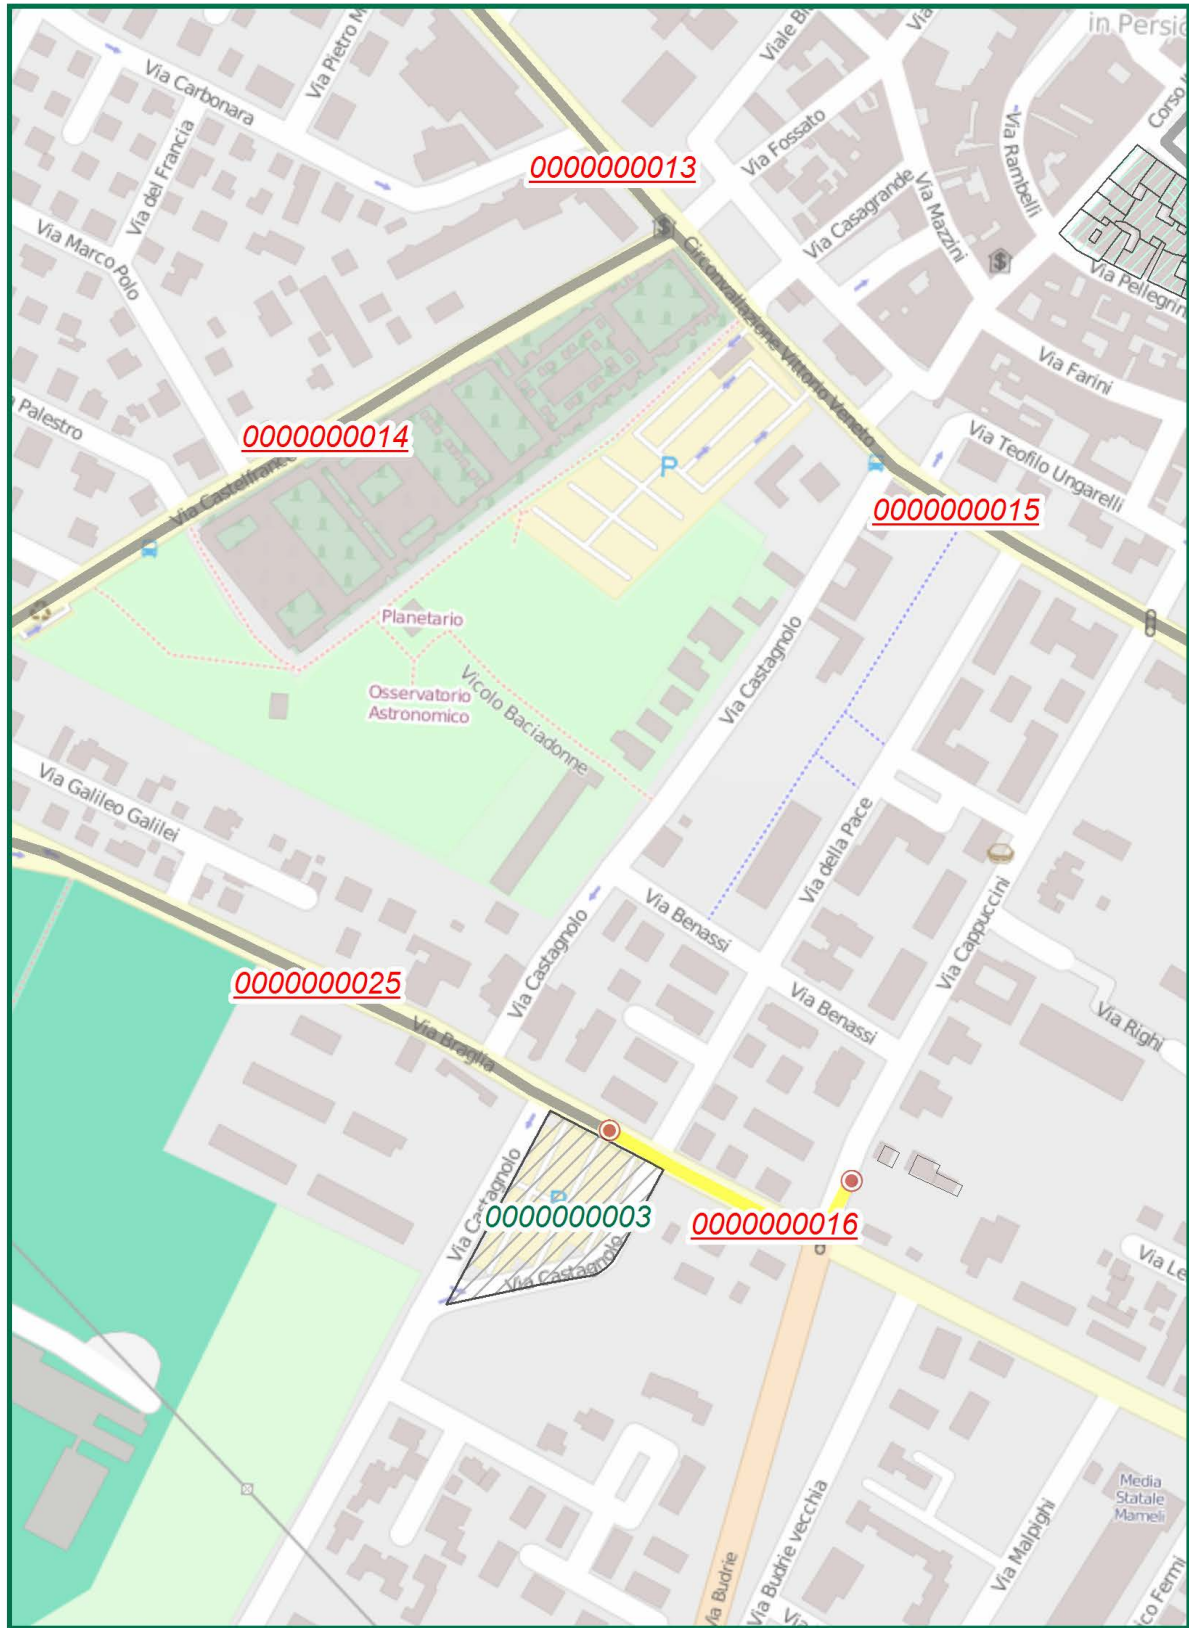 in Persic
Via Carbonara
Via Pietro M
Viale Bi
Via
Corso
Via del Francia
Via Fossato
Via Rambelli
0000000013
Via Marco Polo
Via Casagrande
Via Mazzini
Via Pellegrin
Circonvallazione Vittorio Veneto
Via Farini
Palestro
0000000014
Via Castelfranco
P
Via Teofilo Ungarelli
0000000015
Planetario
Osservatorio
Astronomico
Vicolo Baciadonne
Via Castagnolo
Via Galileo Galilei
Via della Pace
Via Benassi
Via Cappuccini
Via Castagnolo
0000000025
Via Benassi
Via Righi
Via Braglia
Via Castagnolo
P
0000000003
0000000016
Via Castagnolo
Via Le
Media
Statale
Mameli
Via Budrie vecchia
Via Malpighi
Via Budrie
ico Fermi
Via